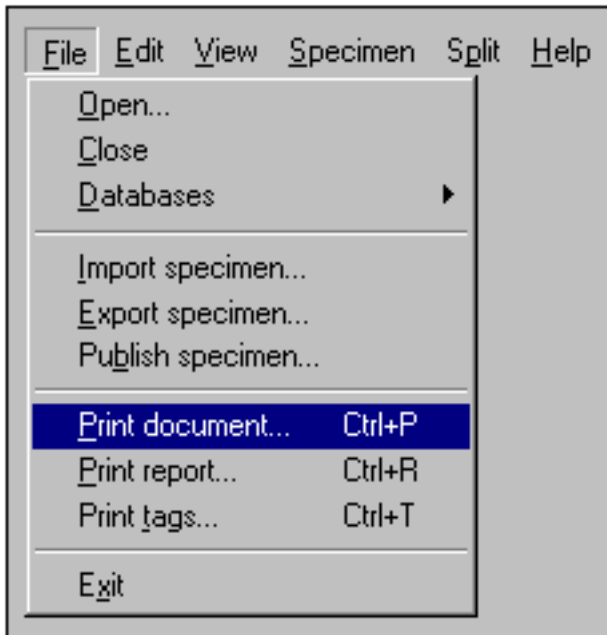 File Edit View Specimen Split Help
Open...
Close
Databases
Import specimen...
Export specimen...
Publish specimen...
Print document... Ctrl+P
Print report... Ctrl+R
Print tags... Ctrl+T
Exit